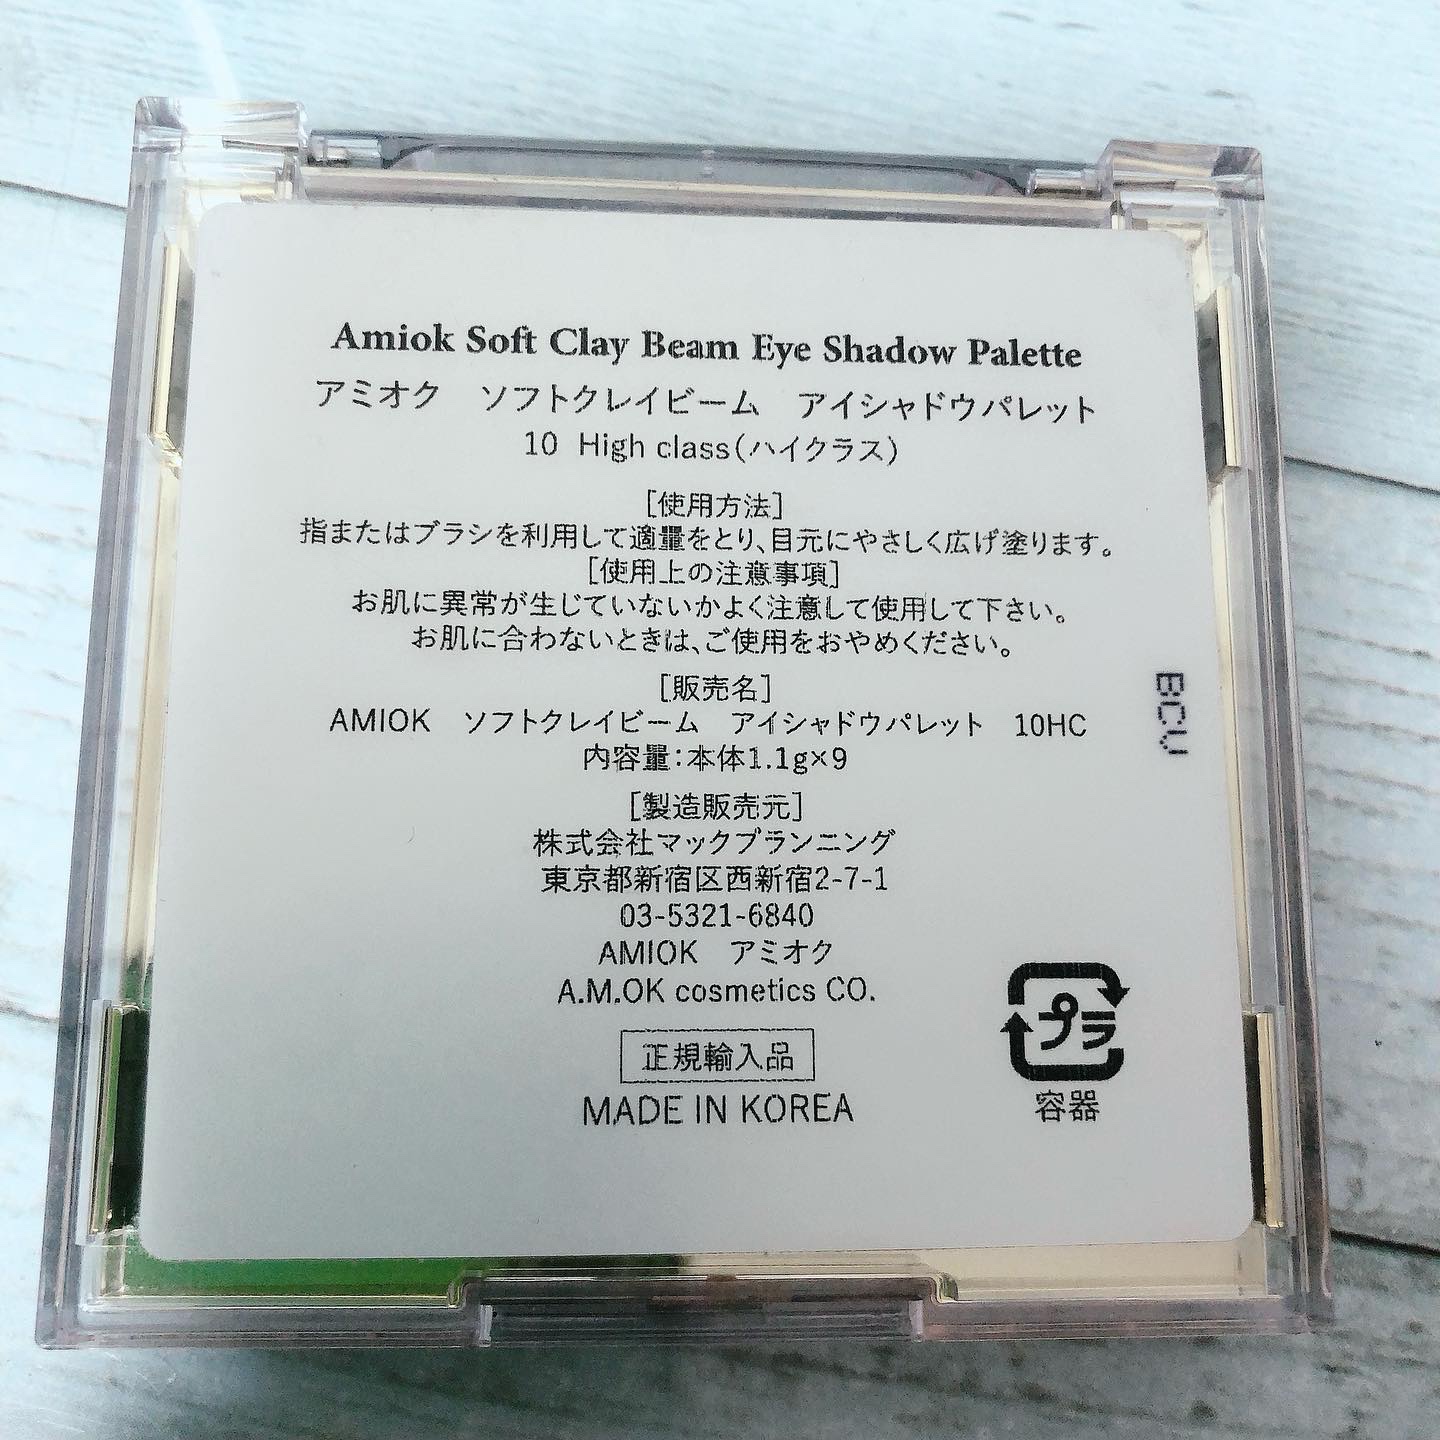 Amiok Soft Clay Beam Eye Shadow Palette
アミオク　ソフトクレイビーム　アイシャドウパレット
10 High class(ハイクラス)
[使用方法]
指またはブラシを利用して適量をとり、目元にやさしく広げ塗ります。
[使用上の注意事項]
お肌に異常が生じていないかよく注意して使用して下さい。
お肌に合わないときは、ご使用をおやめください。
[販売名]
AMIOK　ソフトクレイビーム　アイシャドウパレット　10HC
内容量:本体1.1g×9
[製造販売元]
株式会社マックプランニング
東京都新宿区西新宿2-7-1
03-5321-6840
AMIOK　アミオク
A.M.OK cosmetics CO.
正規輸入品
MADE IN KOREA
プラ
容器
BCV